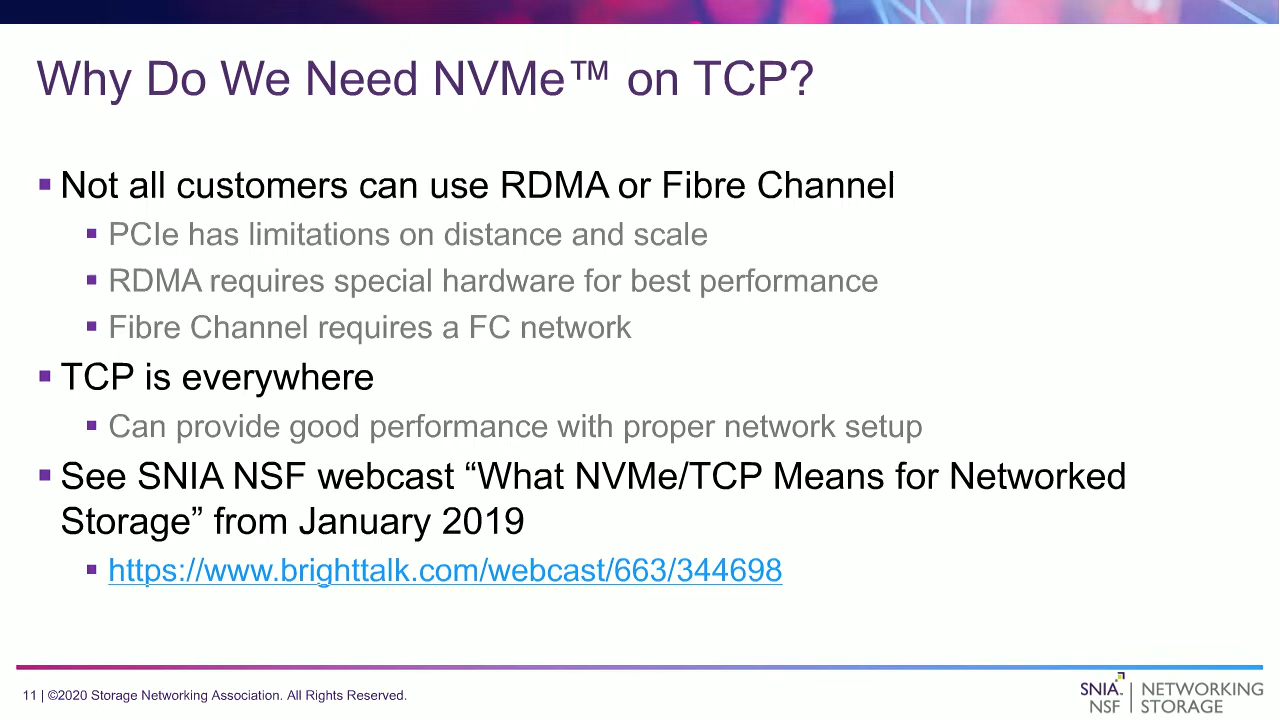 Why Do We Need NVMe™ on TCP?
▪ Not all customers can use RDMA or Fibre Channel
▪ PCIe has limitations on distance and scale
▪ RDMA requires special hardware for best performance
▪ Fibre Channel requires a FC network
▪ TCP is everywhere
▪ Can provide good performance with proper network setup
▪ See SNIA NSF webcast “What NVMe/TCP Means for Networked
Storage” from January 2019
▪ https://www.brighttalk.com/webcast/663/344698
11 | ©2020 Storage Networking Association. All Rights Reserved.
SNIA™ | NETWORKING
NSF | STORAGE